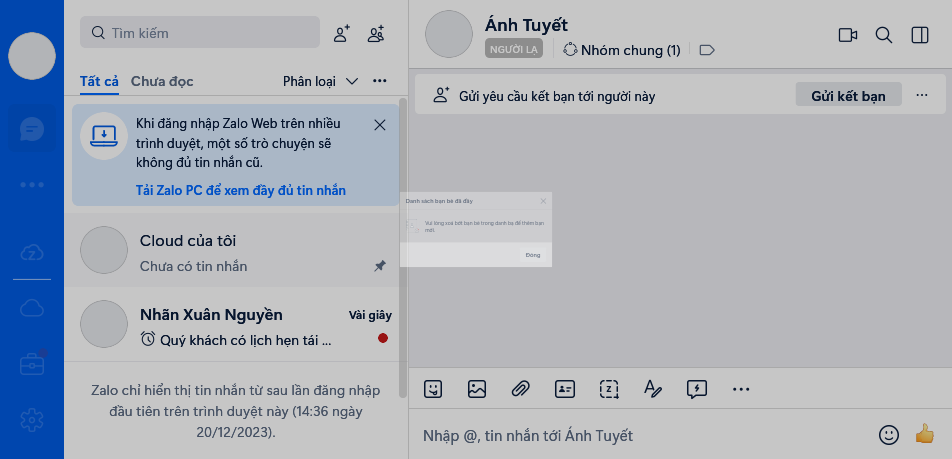 Tìm kiếm
Tất cả
Chưa đọc
Phân loại
Khi đăng nhập Zalo Web trên nhiều
trình duyệt, một số trò chuyện sẽ
không đủ tin nhắn cũ.
Tải Zalo PC để xem đầy đủ tin nhắn
Cloud của tôi
Chưa có tin nhắn
Nhãn Xuân Nguyền
Vài giây
Quý khách có lịch hẹn tái ...
Zalo chỉ hiển thị tin nhắn từ sau lần đăng nhập
đầu tiên trên trình duyệt này (14:36 ngày
20/12/2023).
Ánh Tuyết
NGƯỜI LẠ
Nhóm chung (1)
Gửi yêu cầu kết bạn tới người này
Gửi kết bạn
Danh sách bạn bè đã đầy
Vui lòng xoá bớt bạn bè trong danh bạ để thêm bạn
mới.
Đóng
Nhập @, tin nhắn tới Ánh Tuyết